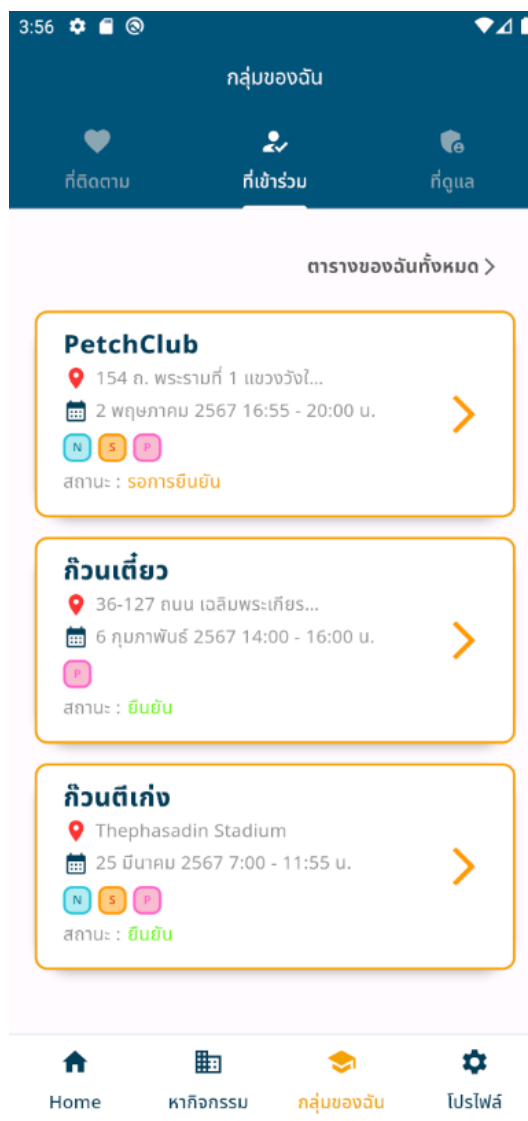 3:56
กลุ่มของฉัน
ที่ติดตาม ที่เข้าร่วม ที่ดูแล
ตารางของฉันทั้งหมด
PetchClub
154 ถ. พระรามที่ 1 แขวงวังใ...
2 พฤษภาคม 2567 16:55 - 20:00 น.
N S P
สถานะ : รอการยืนยัน
ก๊วนเตี๋ยว
36-127 ถนน เฉลิมพระเกียร...
6 กุมภาพันธ์ 2567 14:00 - 16:00 น.
P
สถานะ : ยืนยัน
ก๊วนตีเก่ง
Thephasadin Stadium
25 มีนาคม 2567 7:00 - 11:55 น.
N S P
สถานะ : ยืนยัน
Home หากิจกรรม กลุ่มของฉัน โปรไฟล์